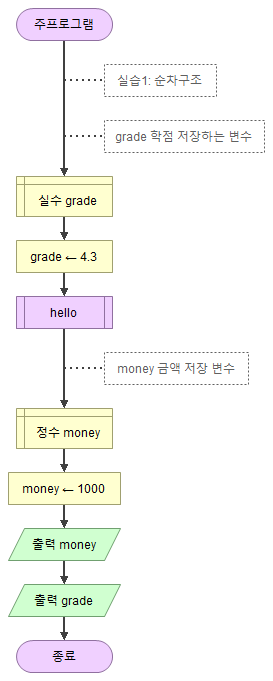 주프로그램
실습1: 순차구조
grade 학점 저장하는 변수
실수 grade
grade ← 4.3
hello
money 금액 저장 변수
정수 money
money ← 1000
출력 money
출력 grade
종료